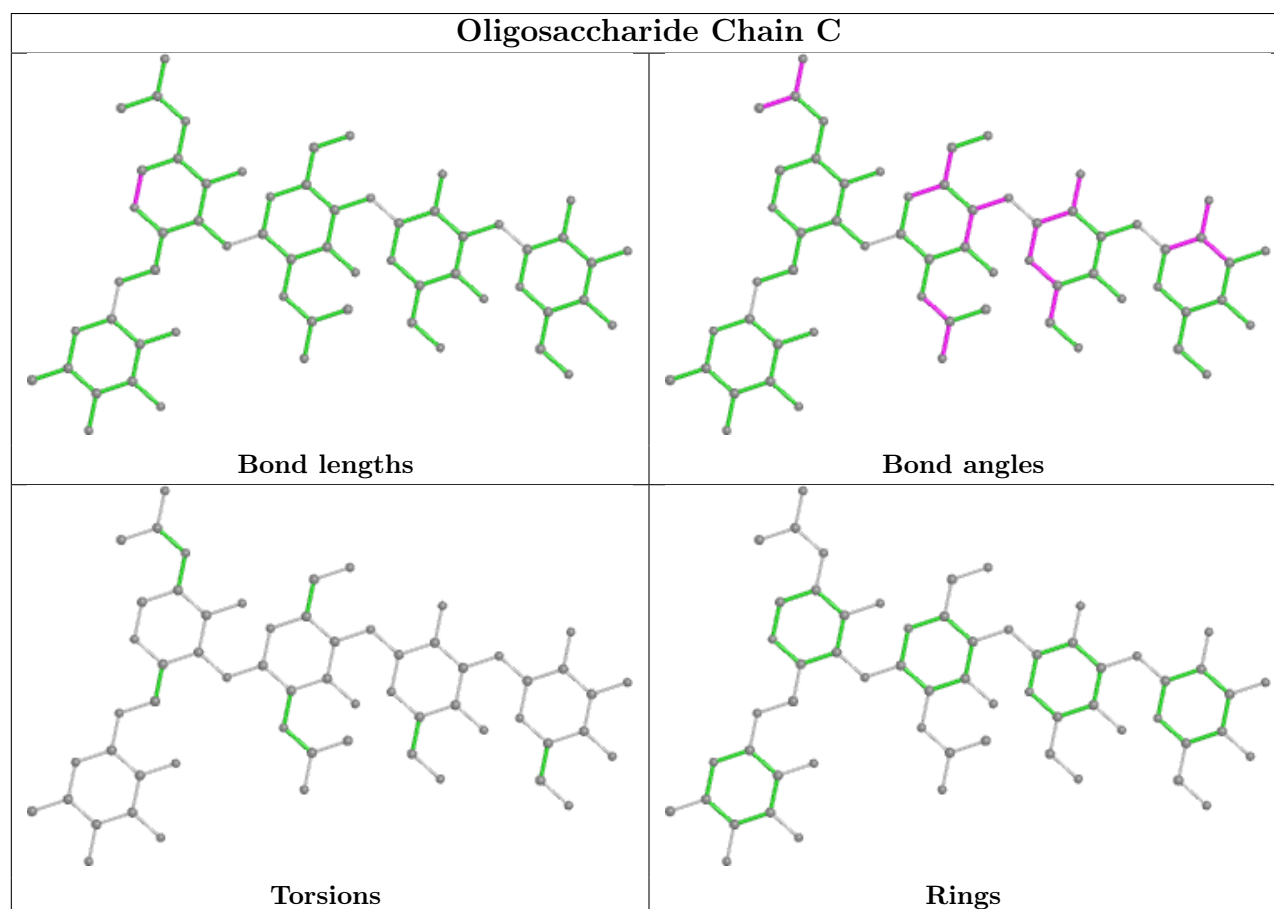 Oligosaccharide Chain C
Bond lengths
Bond angles
Torsions
Rings